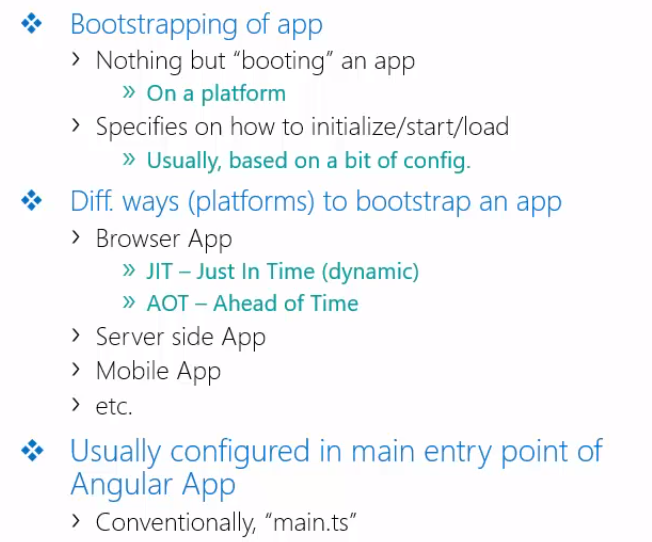 ❖ Bootstrapping of app
› Nothing but “booting” an app
» On a platform
› Specifies on how to initialize/start/load
» Usually, based on a bit of config.
❖ Diff. ways (platforms) to bootstrap an app
› Browser App
» JIT – Just In Time (dynamic)
» AOT – Ahead of Time
› Server side App
› Mobile App
› etc.
❖ Usually configured in main entry point of
Angular App
› Conventionally, “main.ts”